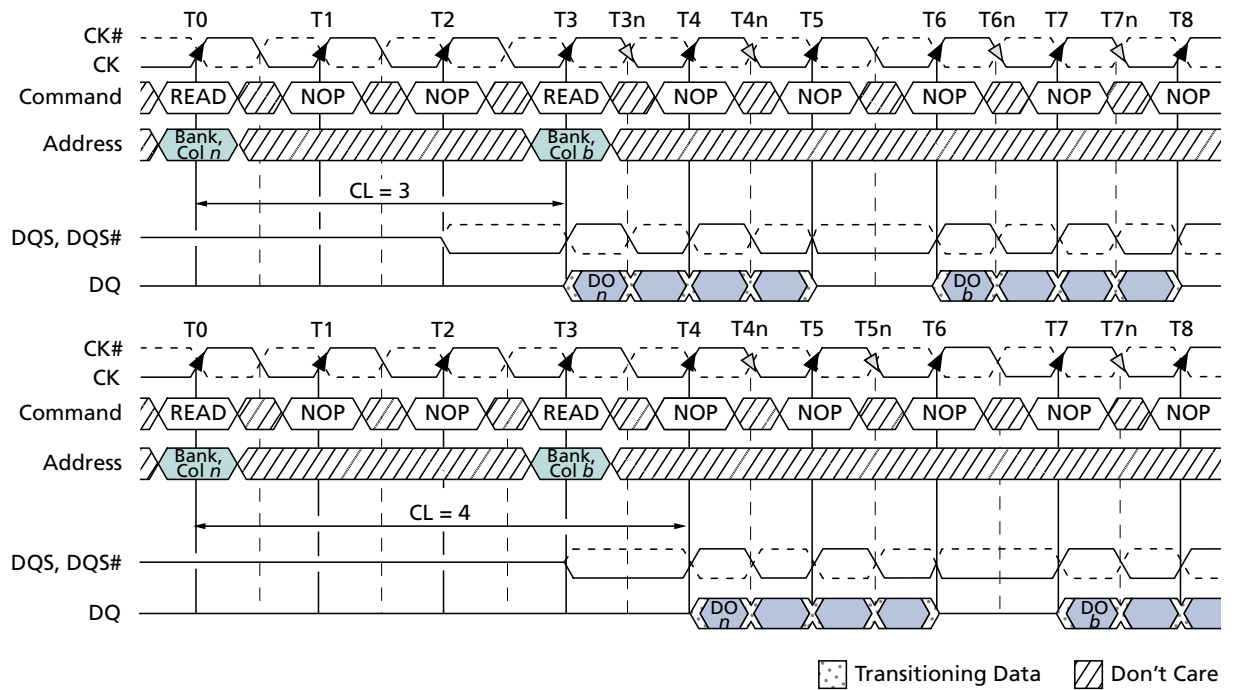 T0 T1 T2 T3 T3n T4 T4n T5 T6 T6n T7 T7n T8
CK#
CK
Command READ NOP NOP READ NOP NOP NOP NOP NOP
Address Bank, Col n Bank, Col b
CL = 3
DQS, DQS#
DQ DO n DO b
T0 T1 T2 T3 T4 T4n T5 T5n T6 T7 T7n T8
CK#
CK
Command READ NOP NOP READ NOP NOP NOP NOP NOP
Address Bank, Col n Bank, Col b
CL = 4
DQS, DQS#
DQ DO n DO b
Transitioning Data Don't Care